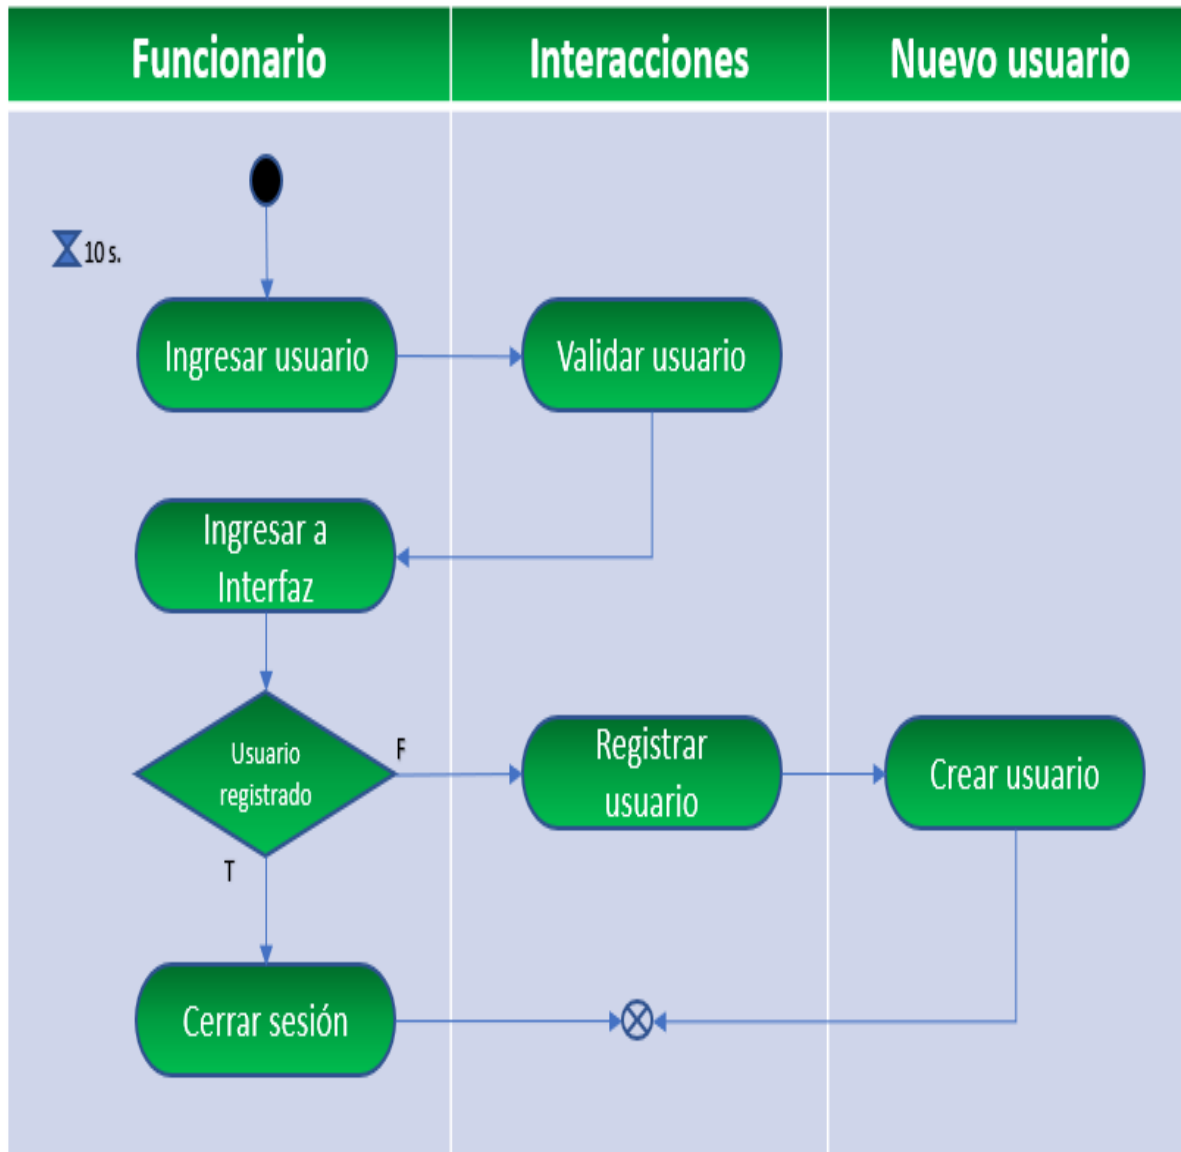 Funcionario
Interacciones
Nuevo usuario
10 s.
Ingresar usuario
Validar usuario
Ingresar a
Interfaz
Usuario
registrado
F
Registrar
usuario
Crear usuario
T
Cerrar sesión